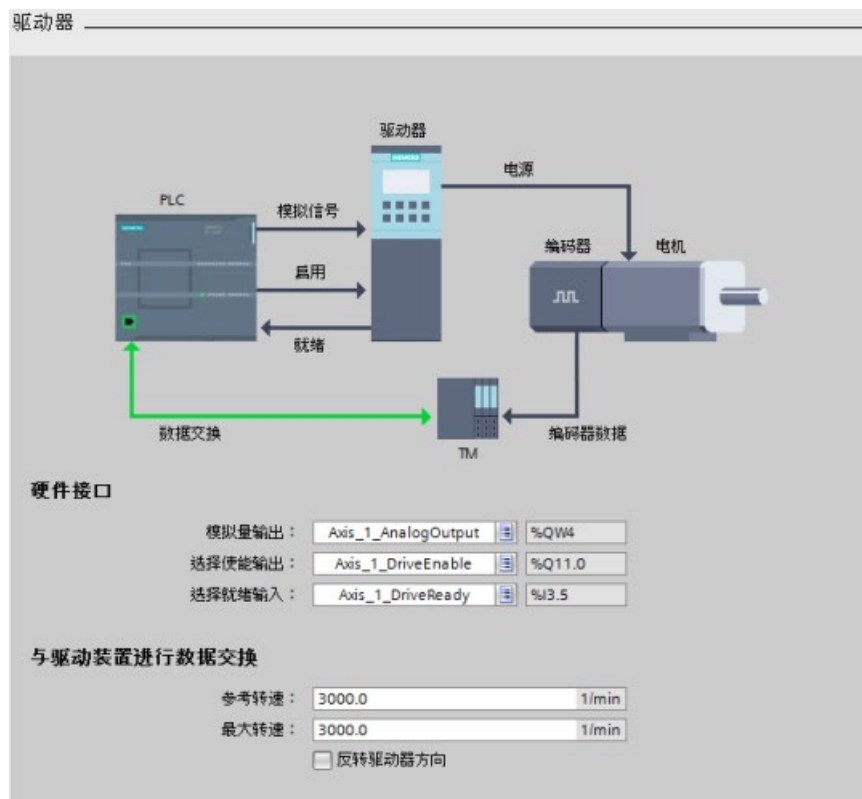 驱动器
驱动器
SIEMENS
电源
PLC
模拟信号
编码器
电机
启用
就绪
数据交换
编码器数据
TM
硬件接口
模拟量输出： Axis_1_AnalogOutput %QW4
选择使能输出： Axis_1_DriveEnable %Q11.0
选择就绪输入： Axis_1_DriveReady %I3.5
与驱动装置进行数据交换
参考转速： 3000.0 1/min
最大转速： 3000.0 1/min
反转驱动器方向